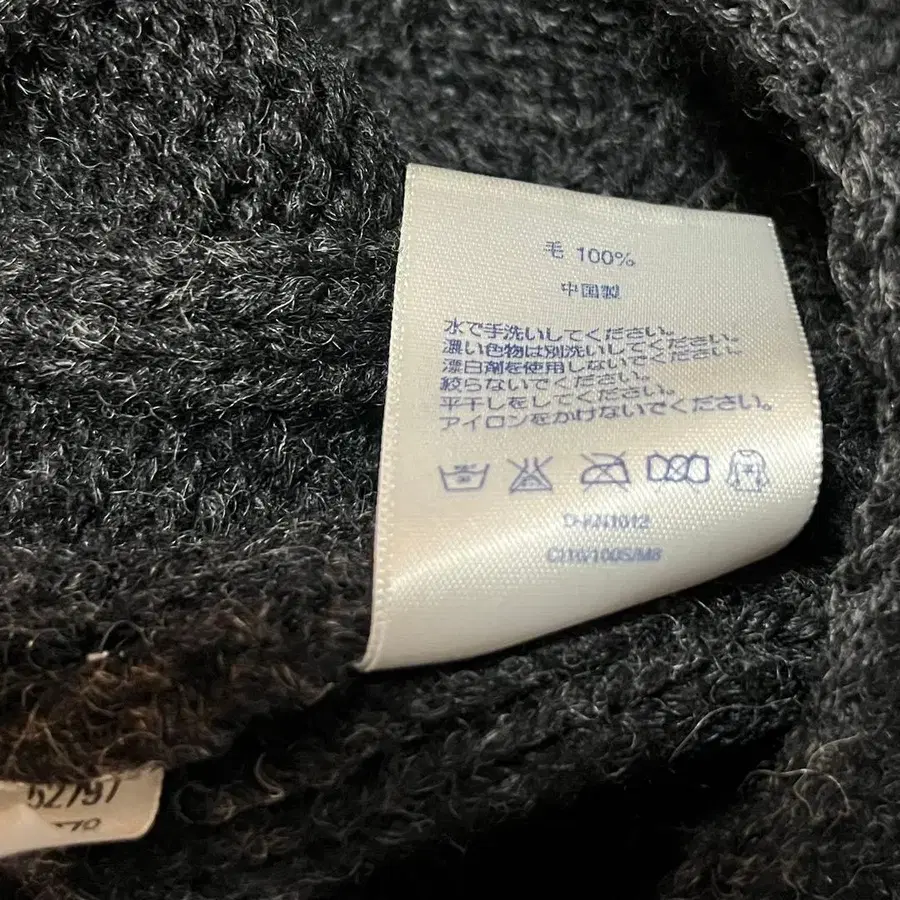 毛 100%
中国製
水で手洗いしてください。
濃い色物は別洗いしてください。
漂白剤を使用しないでください。
絞らないでください。
平干しをしてください。
アイロンをかけないでください。
D-KN1012
52797